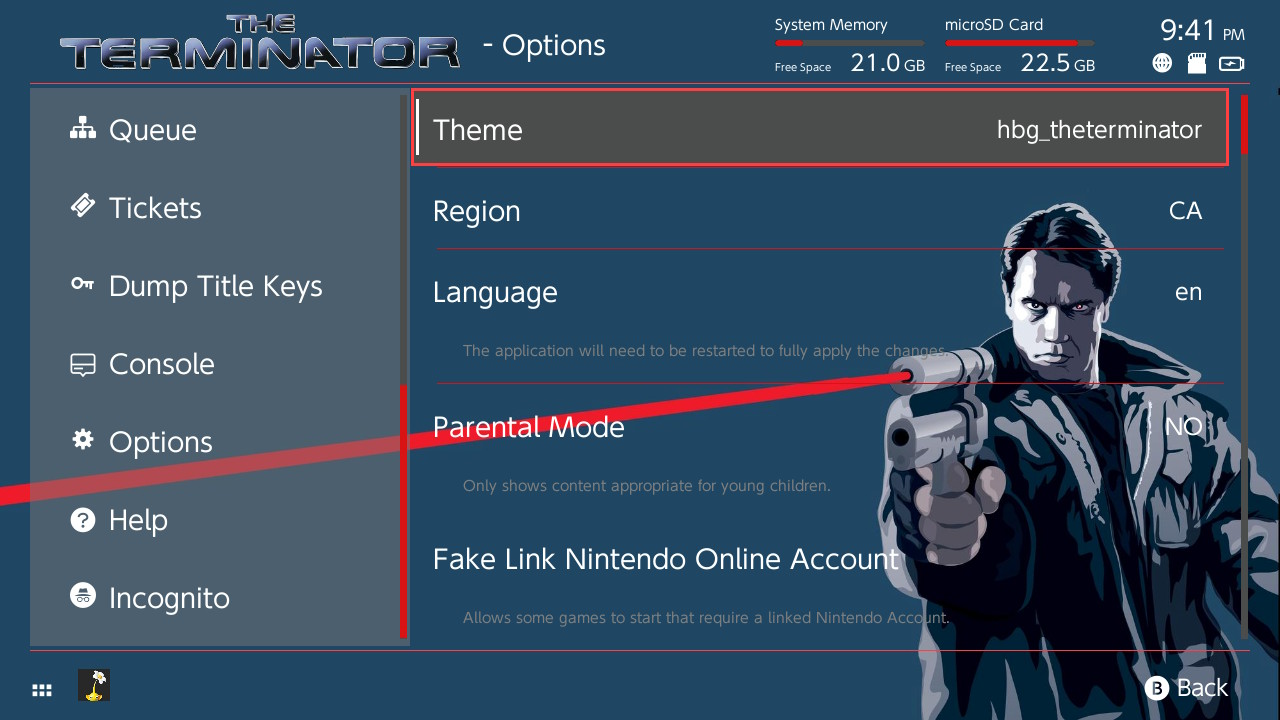 THE
TERMINATOR - Options
System Memory
Free Space 21.0 GB
microSD Card
Free Space 22.5 GB
9:41 PM
Queue
Tickets
Dump Title Keys
Console
Options
Help
Incognito
Theme hbg_theterminator
Region CA
Language en
The application will need to be restarted to fully apply the changes.
Parental Mode NO
Only shows content appropriate for young children.
Fake Link Nintendo Online Account
Allows some games to start that require a linked Nintendo Account.
B Back